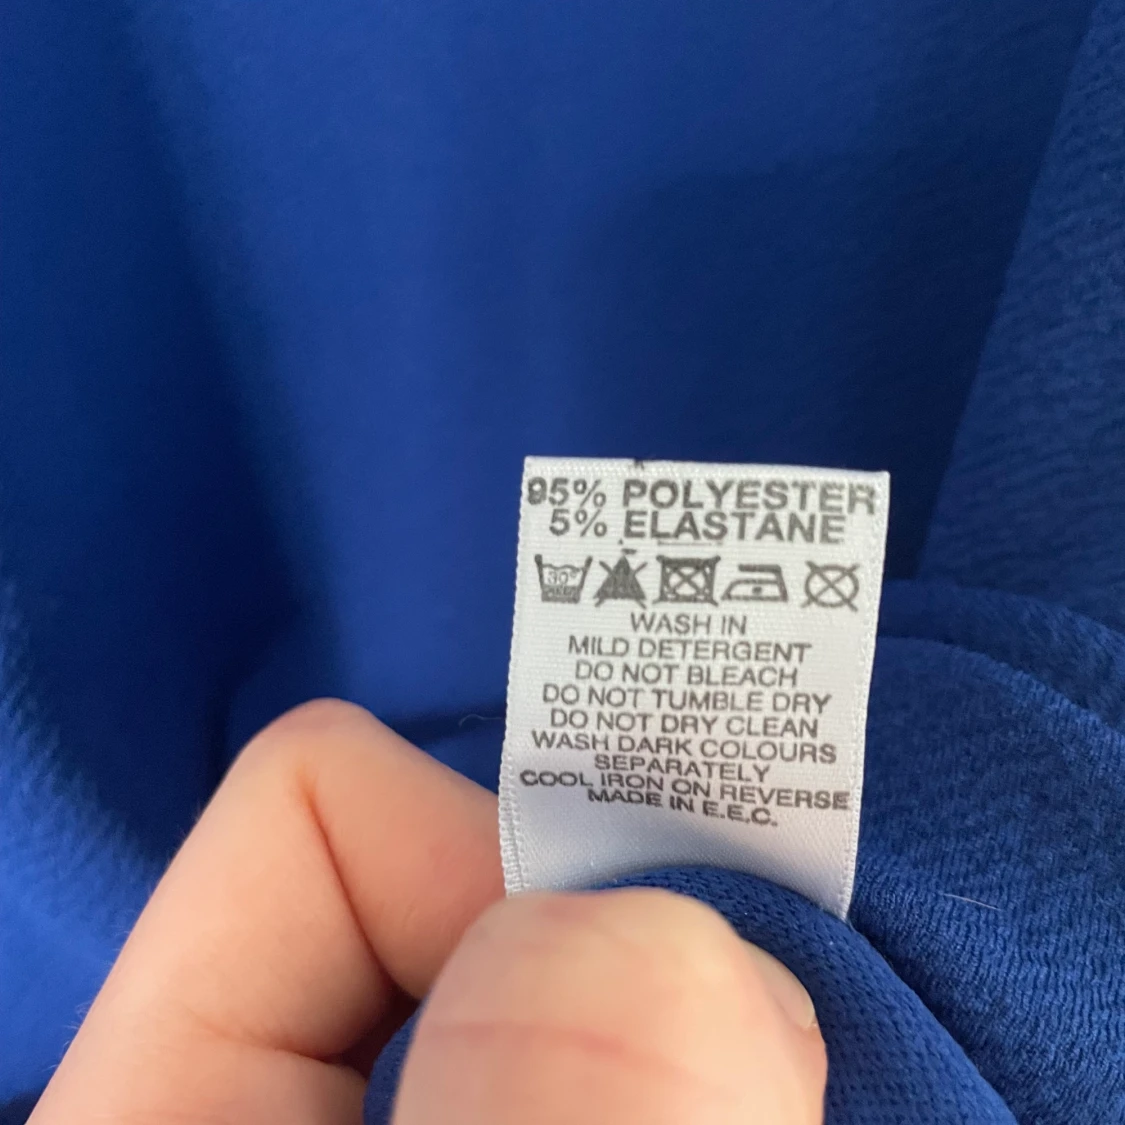 95% POLYESTER
5% ELASTANE
30°
WASH IN
MILD DETERGENT
DO NOT BLEACH
DO NOT TUMBLE DRY
DO NOT DRY CLEAN
WASH DARK COLOURS
SEPARATELY
COOL IRON ON REVERSE
MADE IN E.E.C.